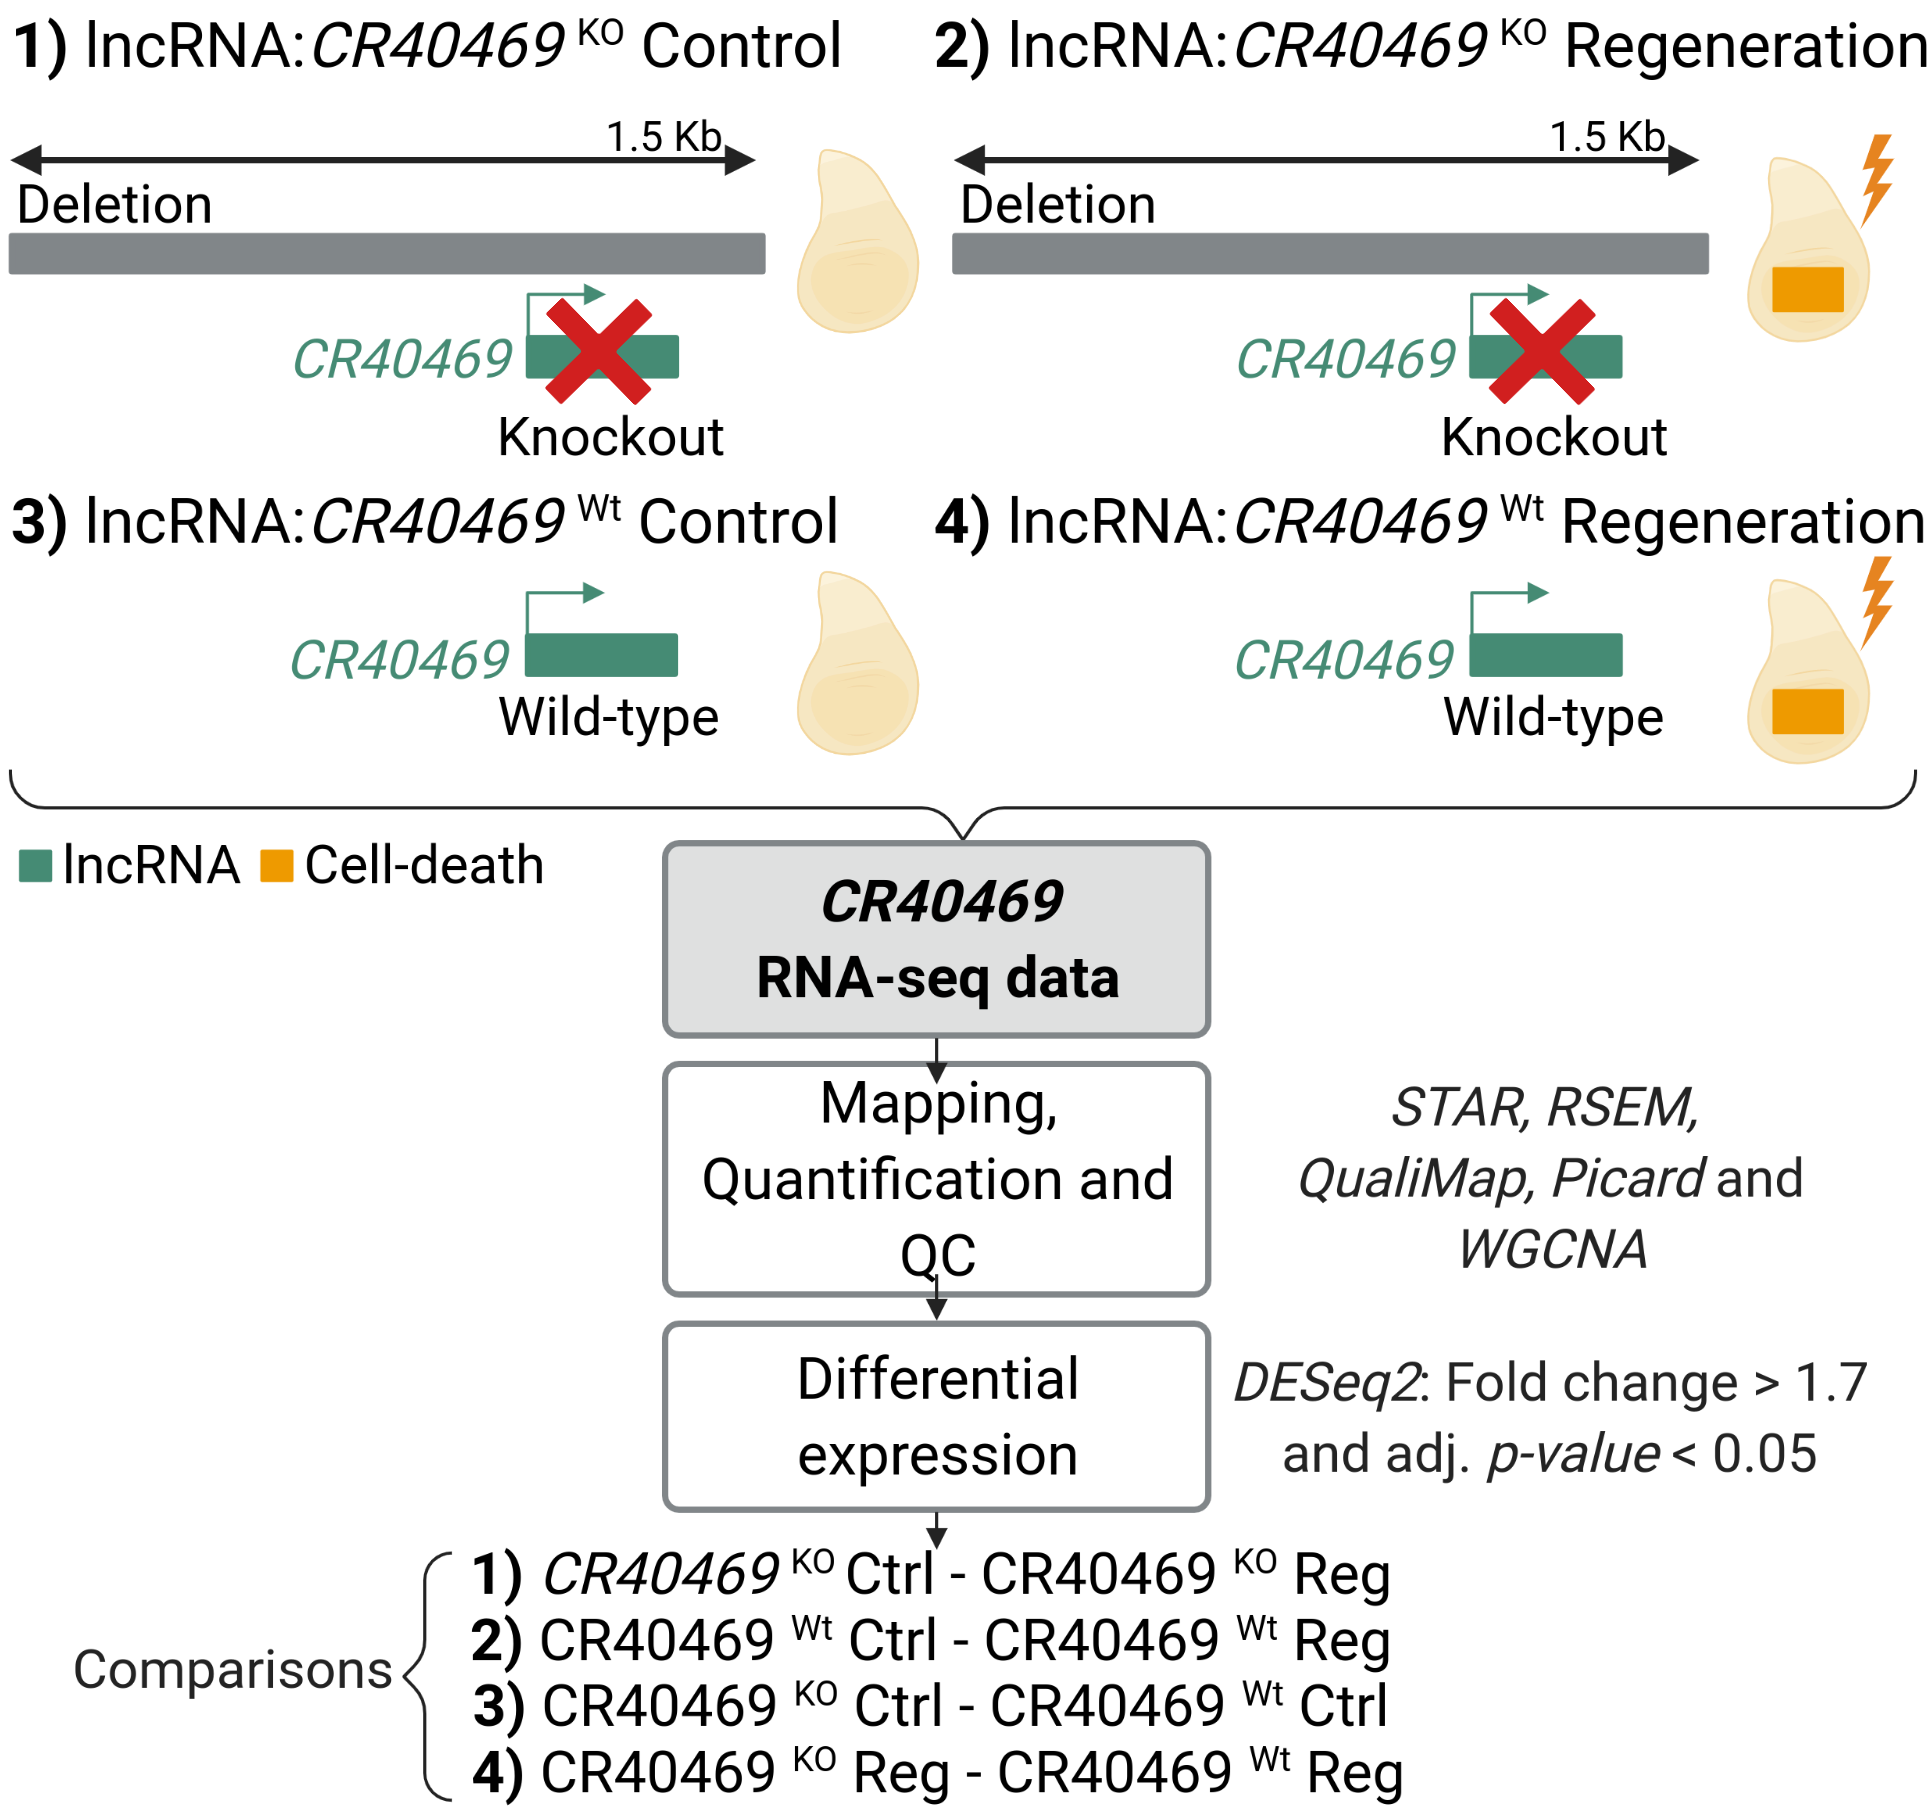 1) lncRNA:CR40469 KO Control
2) lncRNA:CR40469 KO Regeneration
1.5 Kb
Deletion
CR40469
Knockout
1.5 Kb
Deletion
CR40469
Knockout
3) lncRNA:CR40469 Wt Control
4) lncRNA:CR40469 Wt Regeneration
CR40469
Wild-type
CR40469
Wild-type
lncRNA
Cell-death
CR40469
RNA-seq data
Mapping,
Quantification and
QC
STAR, RSEM,
QualiMap, Picard and
WGCNA
Differential
expression
DESeq2: Fold change > 1.7
and adj. p-value < 0.05
Comparisons
1) CR40469 KO Ctrl - CR40469 KO Reg
2) CR40469 Wt Ctrl - CR40469 Wt Reg
3) CR40469 KO Ctrl - CR40469 Wt Ctrl
4) CR40469 KO Reg - CR40469 Wt Reg